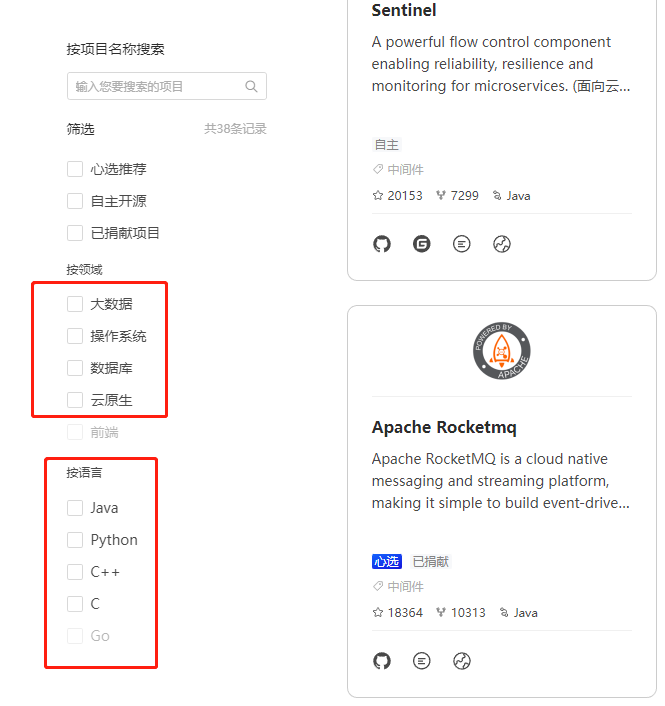 按项目名称搜索
输入您要搜索的项目
筛选
共38条记录
心选推荐
自主开源
已捐献项目
按领域
大数据
操作系统
数据库
云原生
前端
按语言
Java
Python
C++
C
Go
Sentinel
A powerful flow control component
enabling reliability, resilience and
monitoring for microservices. (面向云...
自主
中间件
20153 7299 Java
POWERED BY
APACHE
Apache Rocketmq
Apache RocketMQ is a cloud native
messaging and streaming platform,
making it simple to build event-drive...
心选 已捐献
中间件
18364 10313 Java